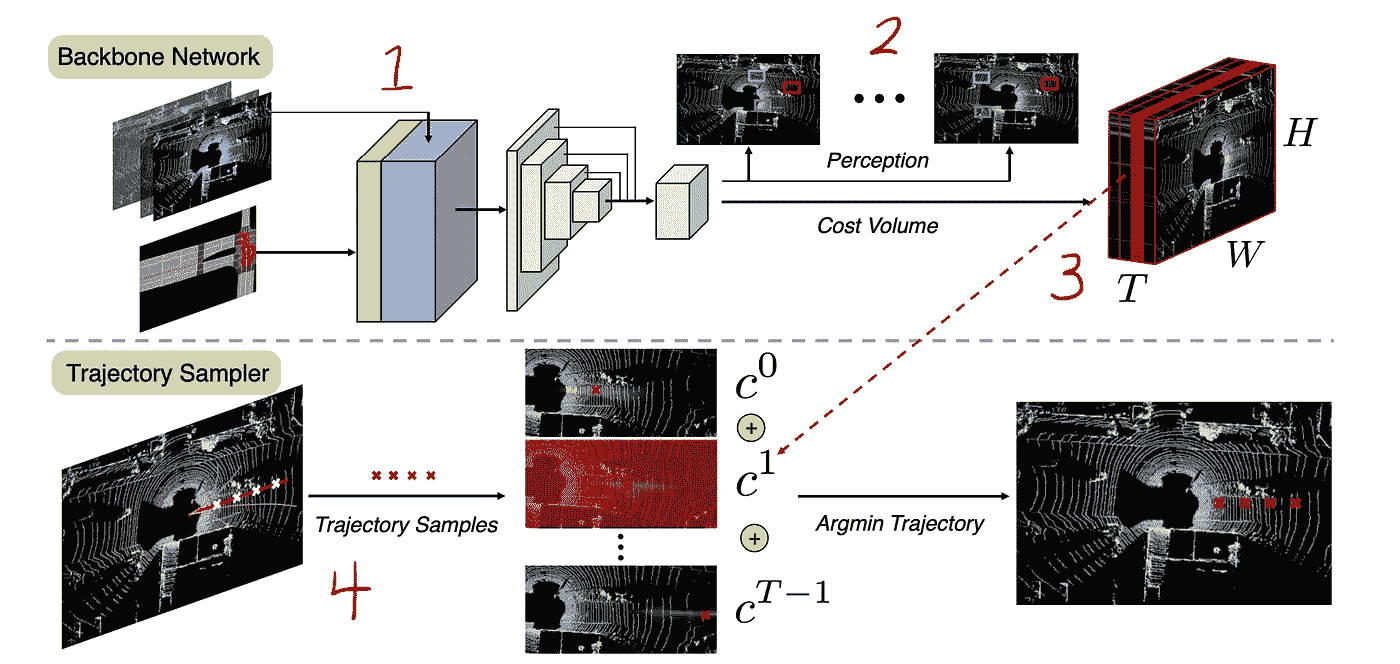 Backbone Network
1
2
Perception
Cost Volume
H
W
T
3
Trajectory Sampler
c^0
+
Trajectory Samples
c^1
Argmin Trajectory
+
4
c^{T-1}